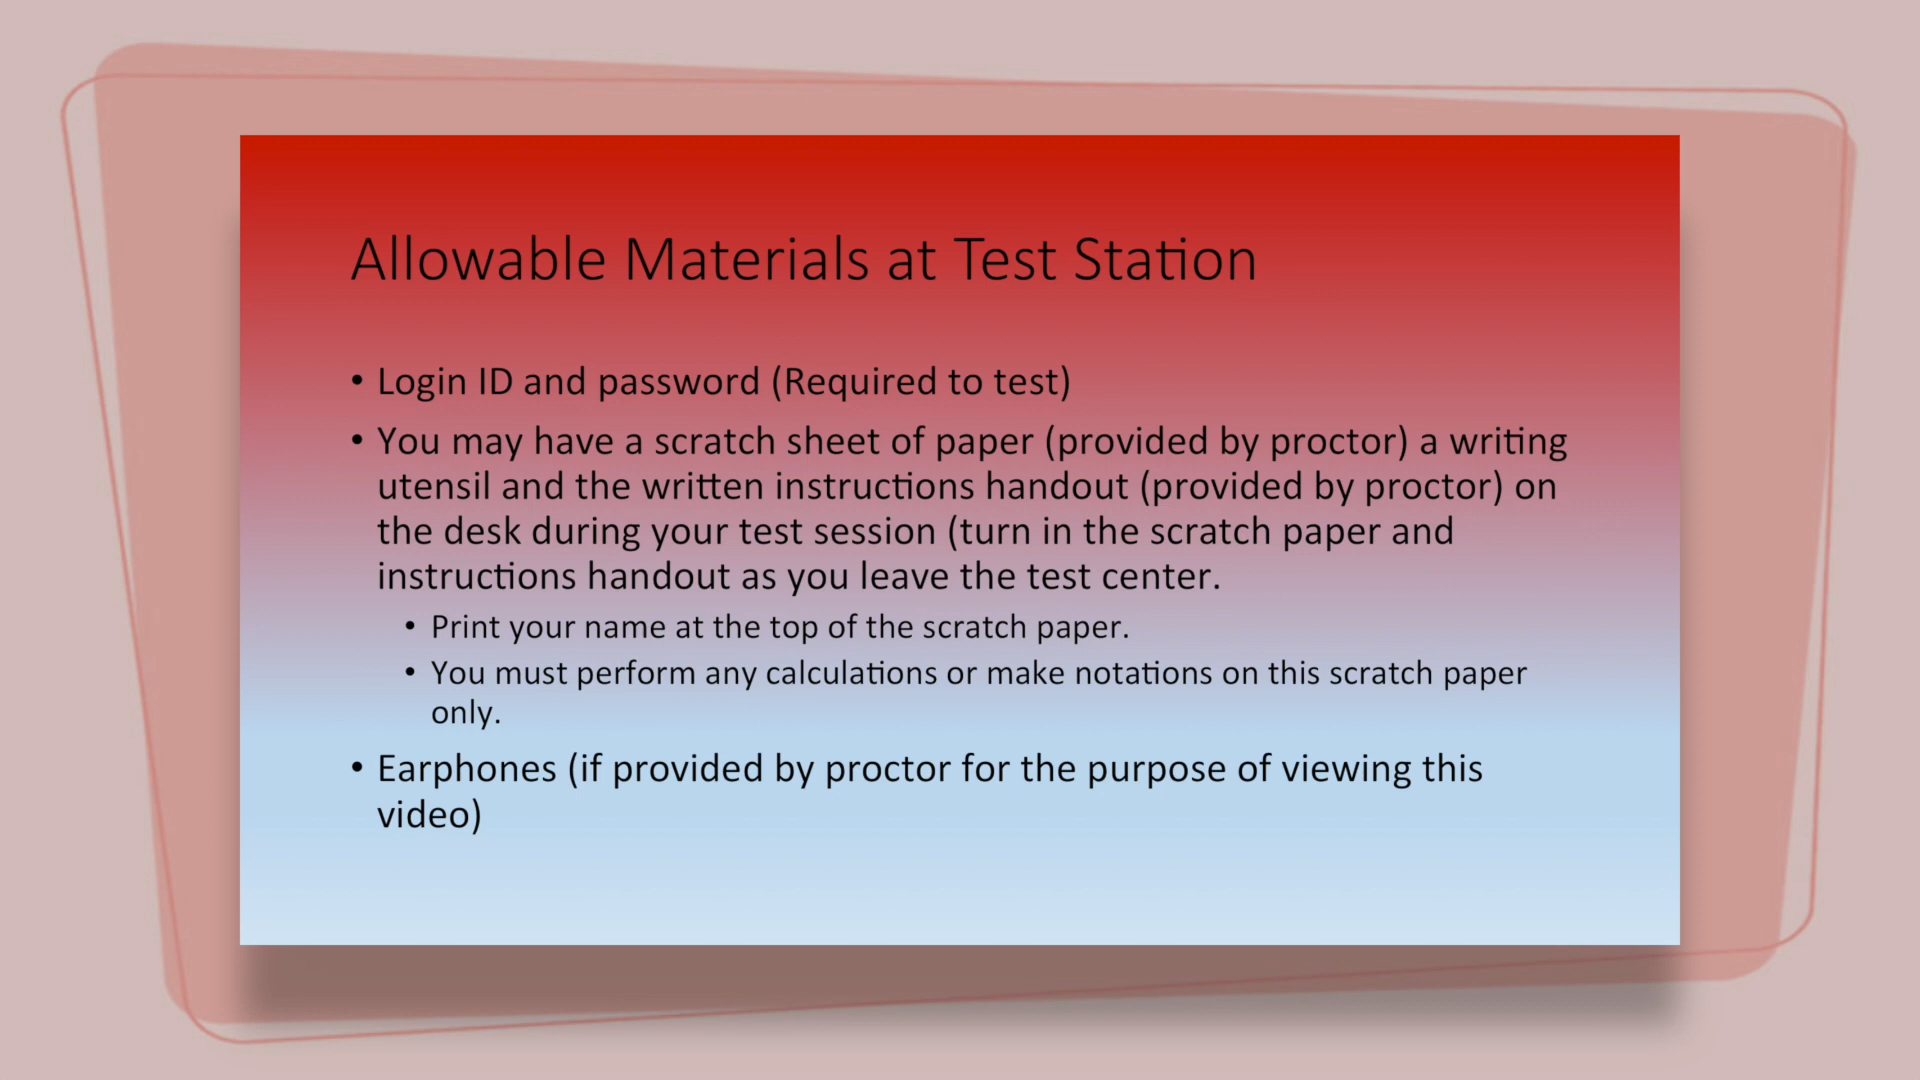 Allowable Materials at Test Station
• Login ID and password (Required to test)
• You may have a scratch sheet of paper (provided by proctor) a writing
utensil and the written instructions handout (provided by proctor) on
the desk during your test session (turn in the scratch paper and
instructions handout as you leave the test center.
• Print your name at the top of the scratch paper.
• You must perform any calculations or make notations on this scratch paper
only.
• Earphones (if provided by proctor for the purpose of viewing this
video)